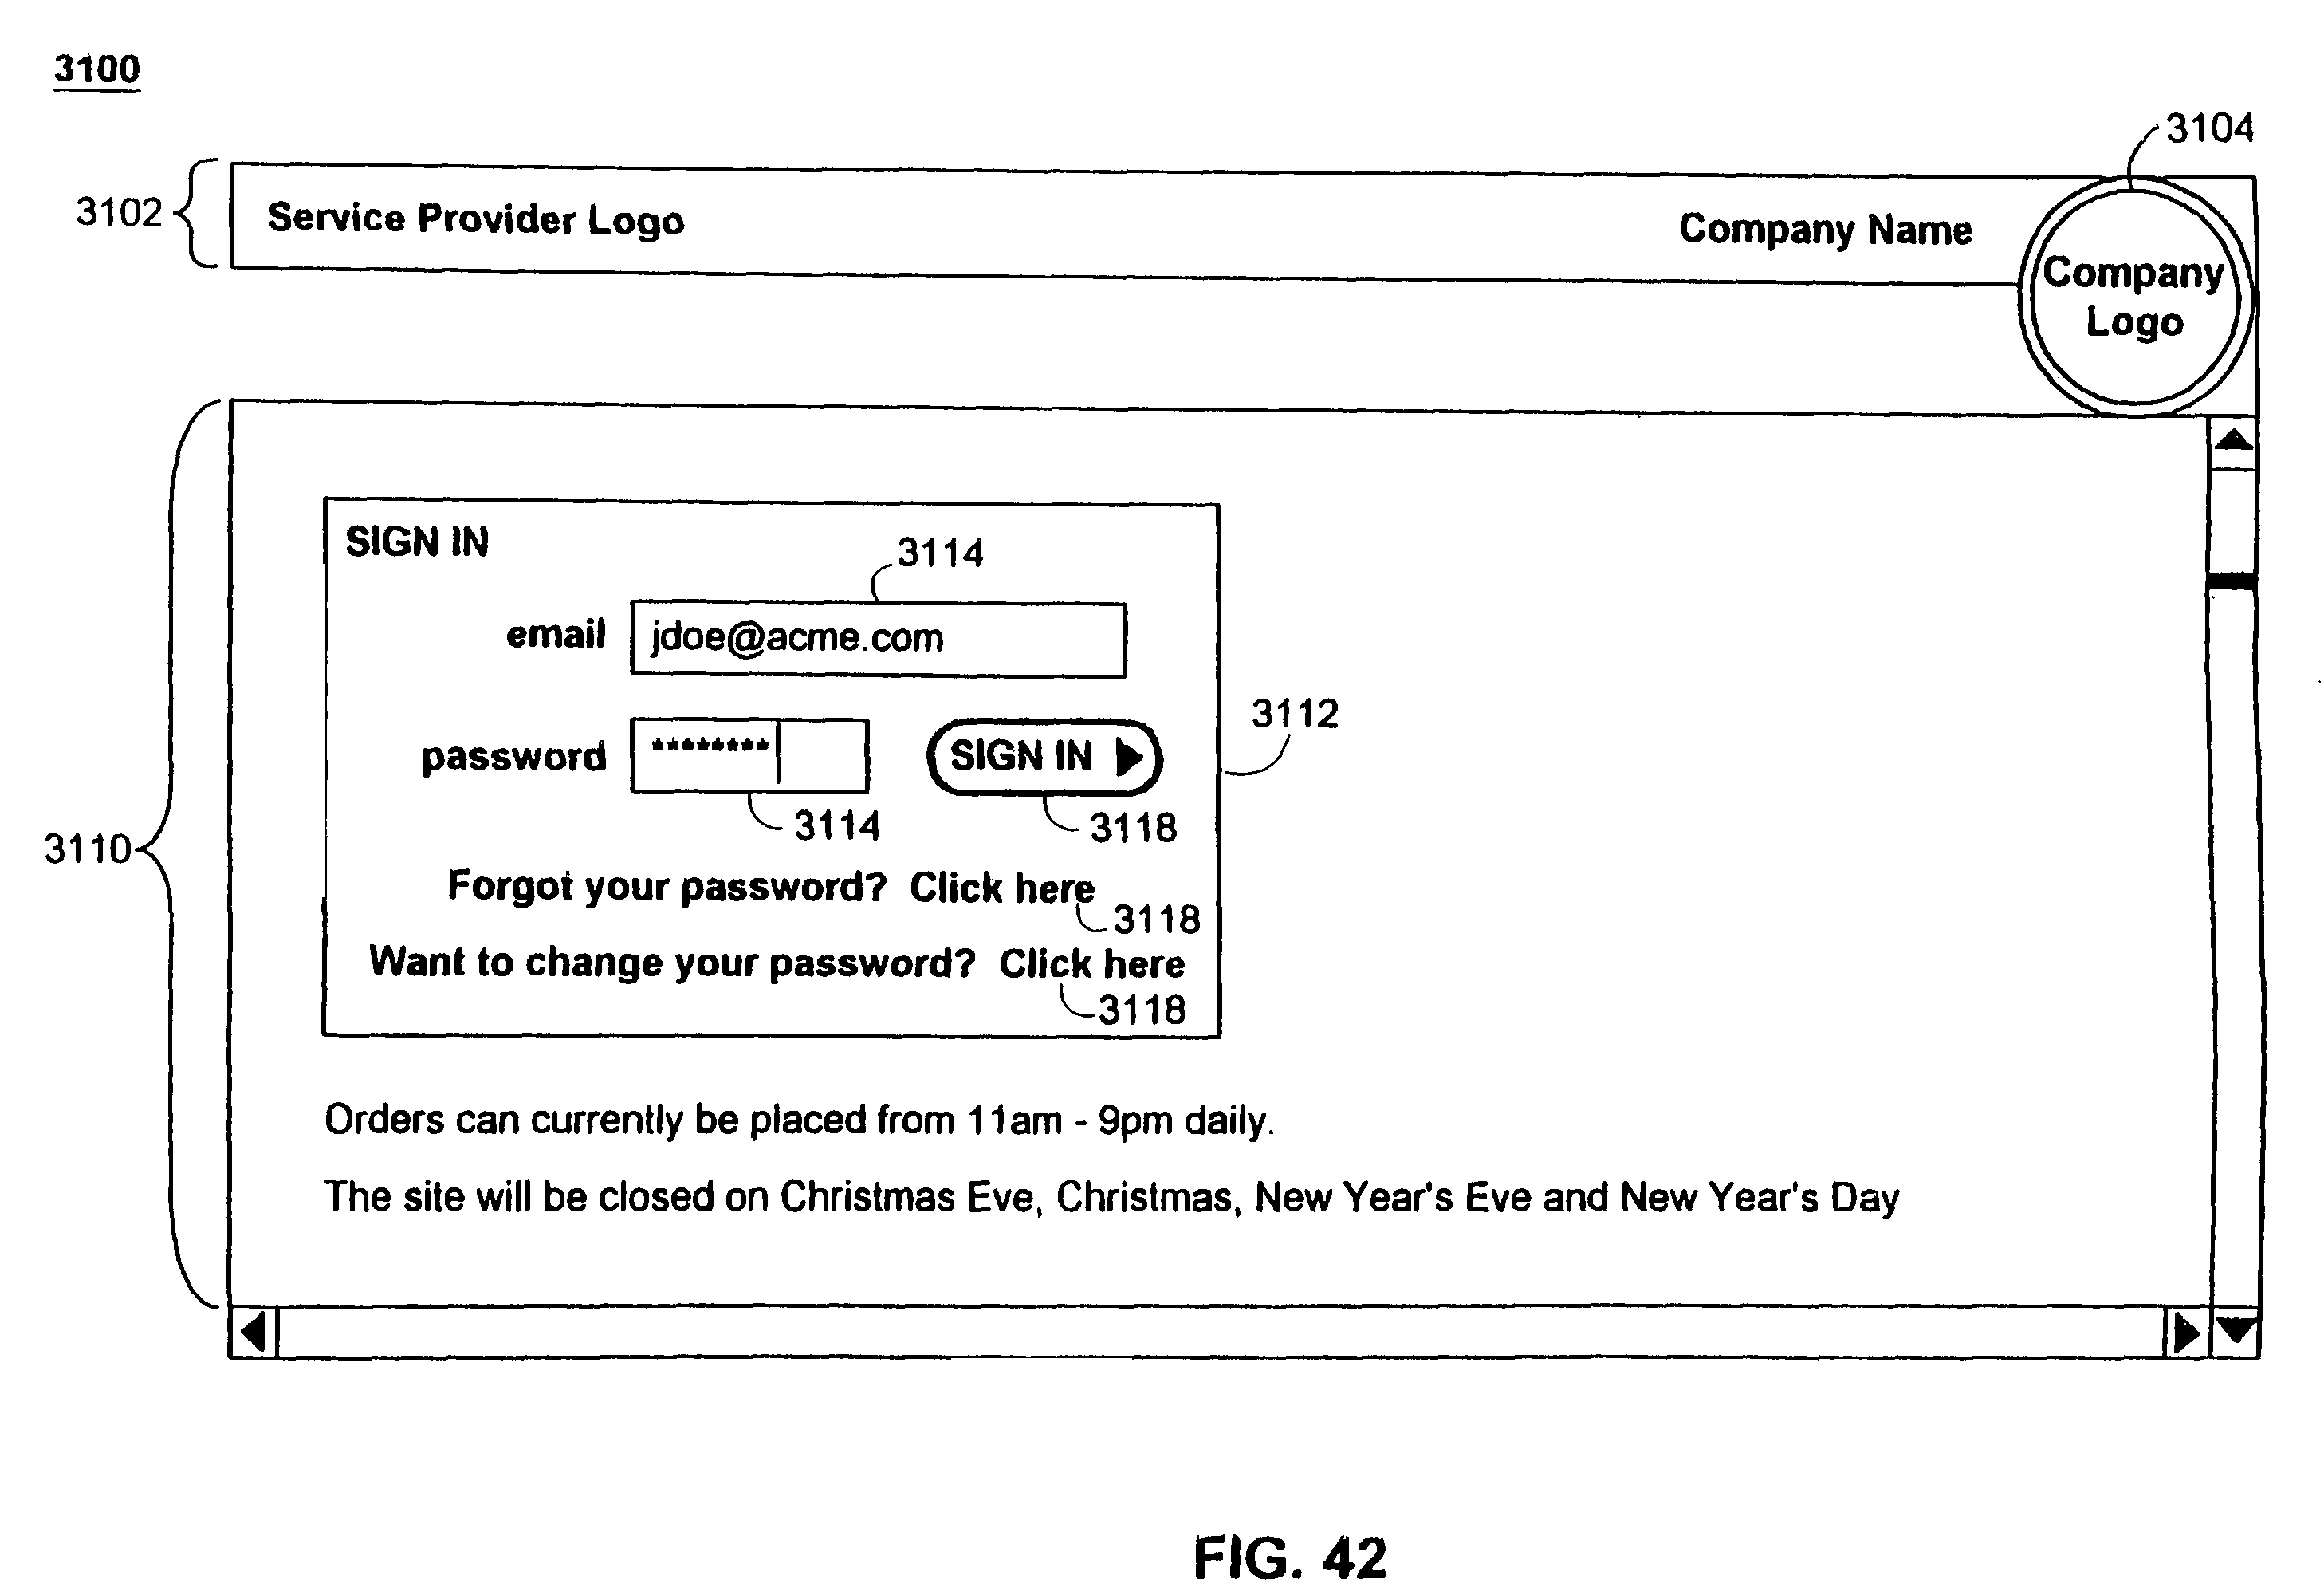 3100
3104
3102
Service Provider Logo
Company Name
Company
Logo
SIGN IN
3114
email
jdoe@acme.com
3112
password
********
SIGN IN
3114
3118
3110
Forgot your password? Click here
3118
Want to change your password? Click here
3118
Orders can currently be placed from 11am - 9pm daily.
The site will be closed on Christmas Eve, Christmas, New Year's Eve and New Year's Day
FIG. 42